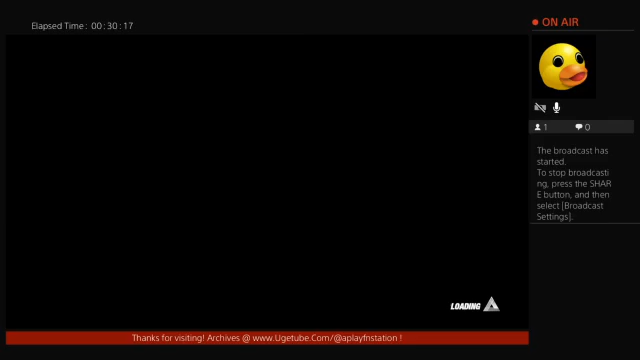 Elapsed Time : 00 : 30 : 17
ON AIR
1 0
The broadcast has
started.
To stop broadcasti
ng, press the SHAR
E button, and then
select [Broadcast
Settings].
LOADING
Thanks for visiting! Archives @ www.Ugetube.Com/@aplayfnstation !